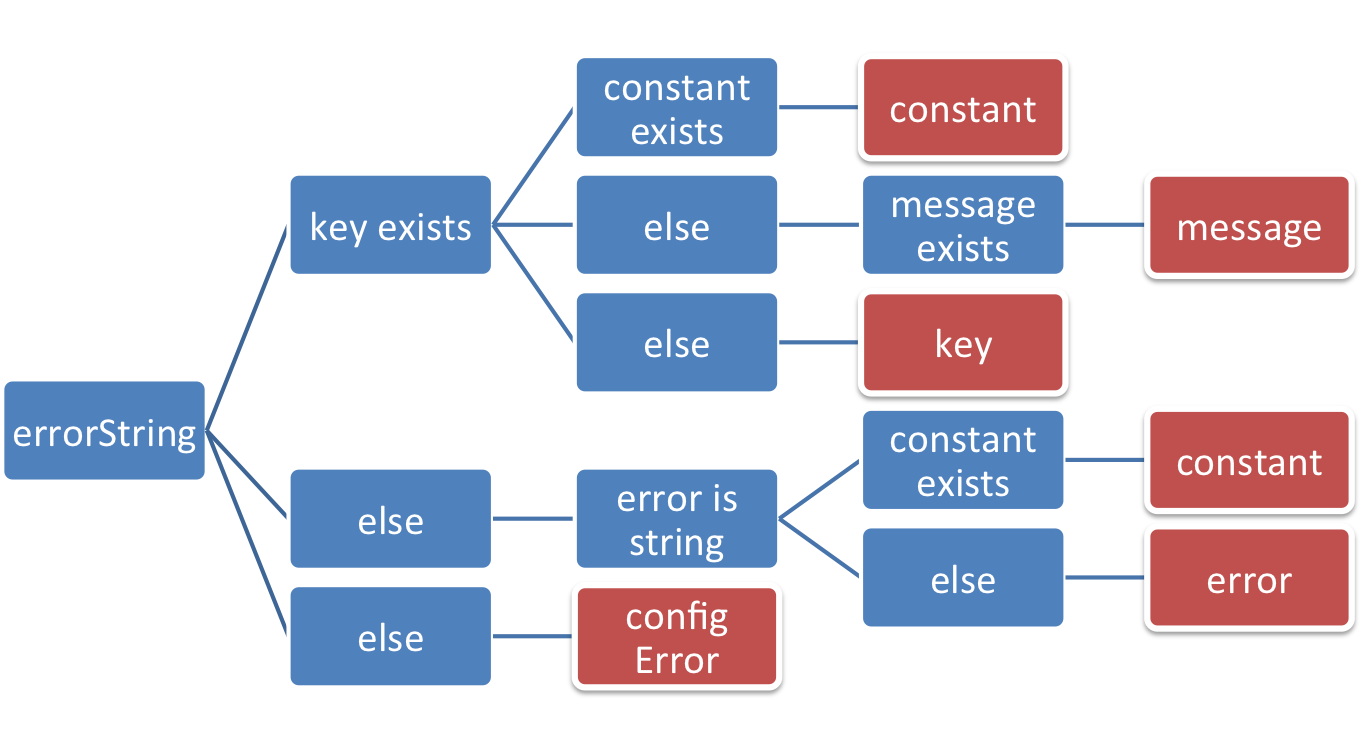 constant
exists
constant
key exists
else
message
exists
message
else
key
errorString
else
error is
string
constant
exists
constant
else
error
else
config
Error